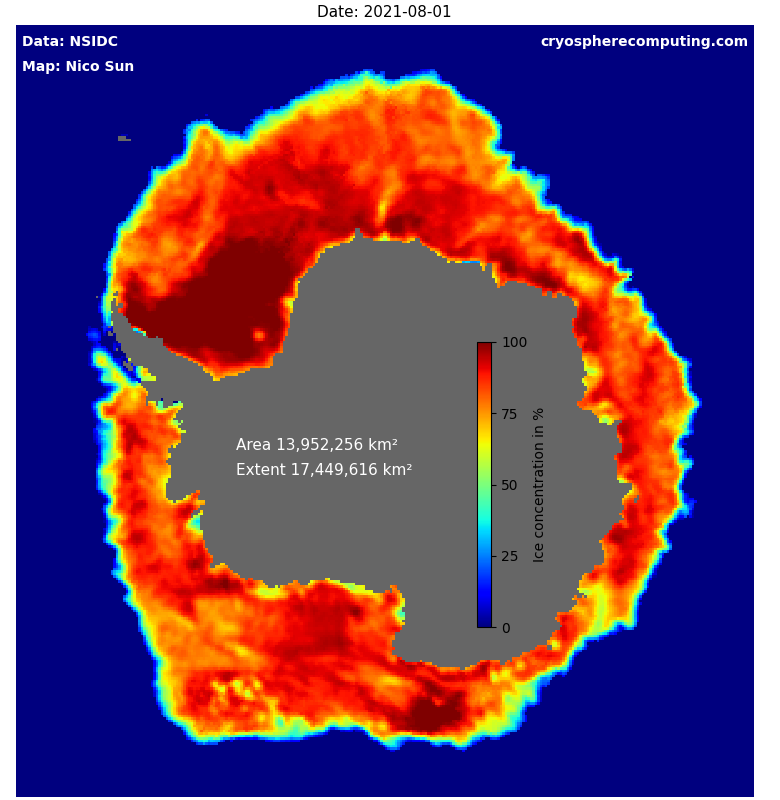 Date: 2021-08-01
Data: NSIDC
cryospherecomputing.com
Map: Nico Sun
Area 13,952,256 km²
Extent 17,449,616 km²
100
75
50
25
0
Ice concentration in %